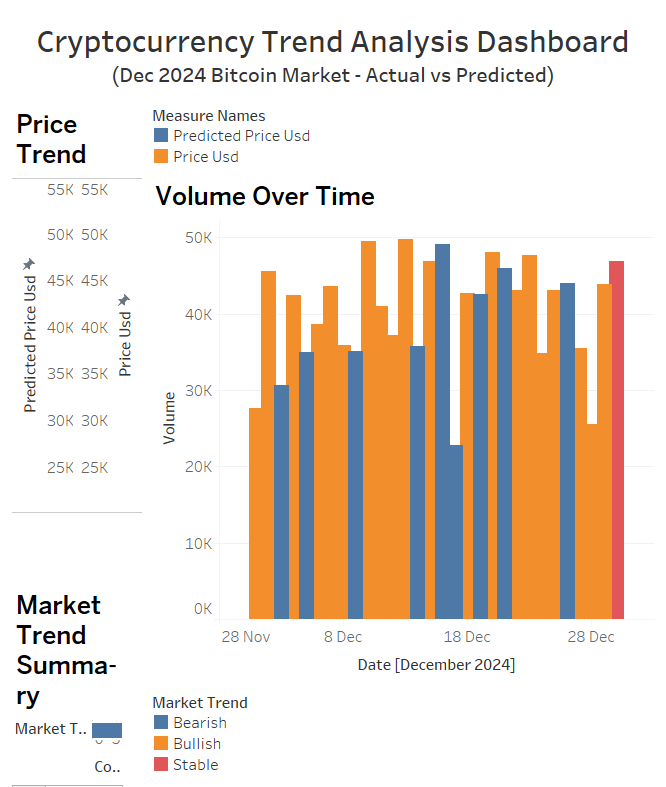 Cryptocurrency Trend Analysis Dashboard
(Dec 2024 Bitcoin Market - Actual vs Predicted)
Price
Trend
55K 55K
50K 50K
45K 45K
40K 40K
35K 35K
30K 30K
25K 25K
Predicted Price Usd
Price Usd
Measure Names
Predicted Price Usd
Price Usd
Volume Over Time
50K
40K
30K
20K
10K
0K
Volume
28 Nov 8 Dec 18 Dec 28 Dec
Date [December 2024]
Market
Trend
Summa-
ry
Market T..
Co..
Market Trend
Bearish
Bullish
Stable